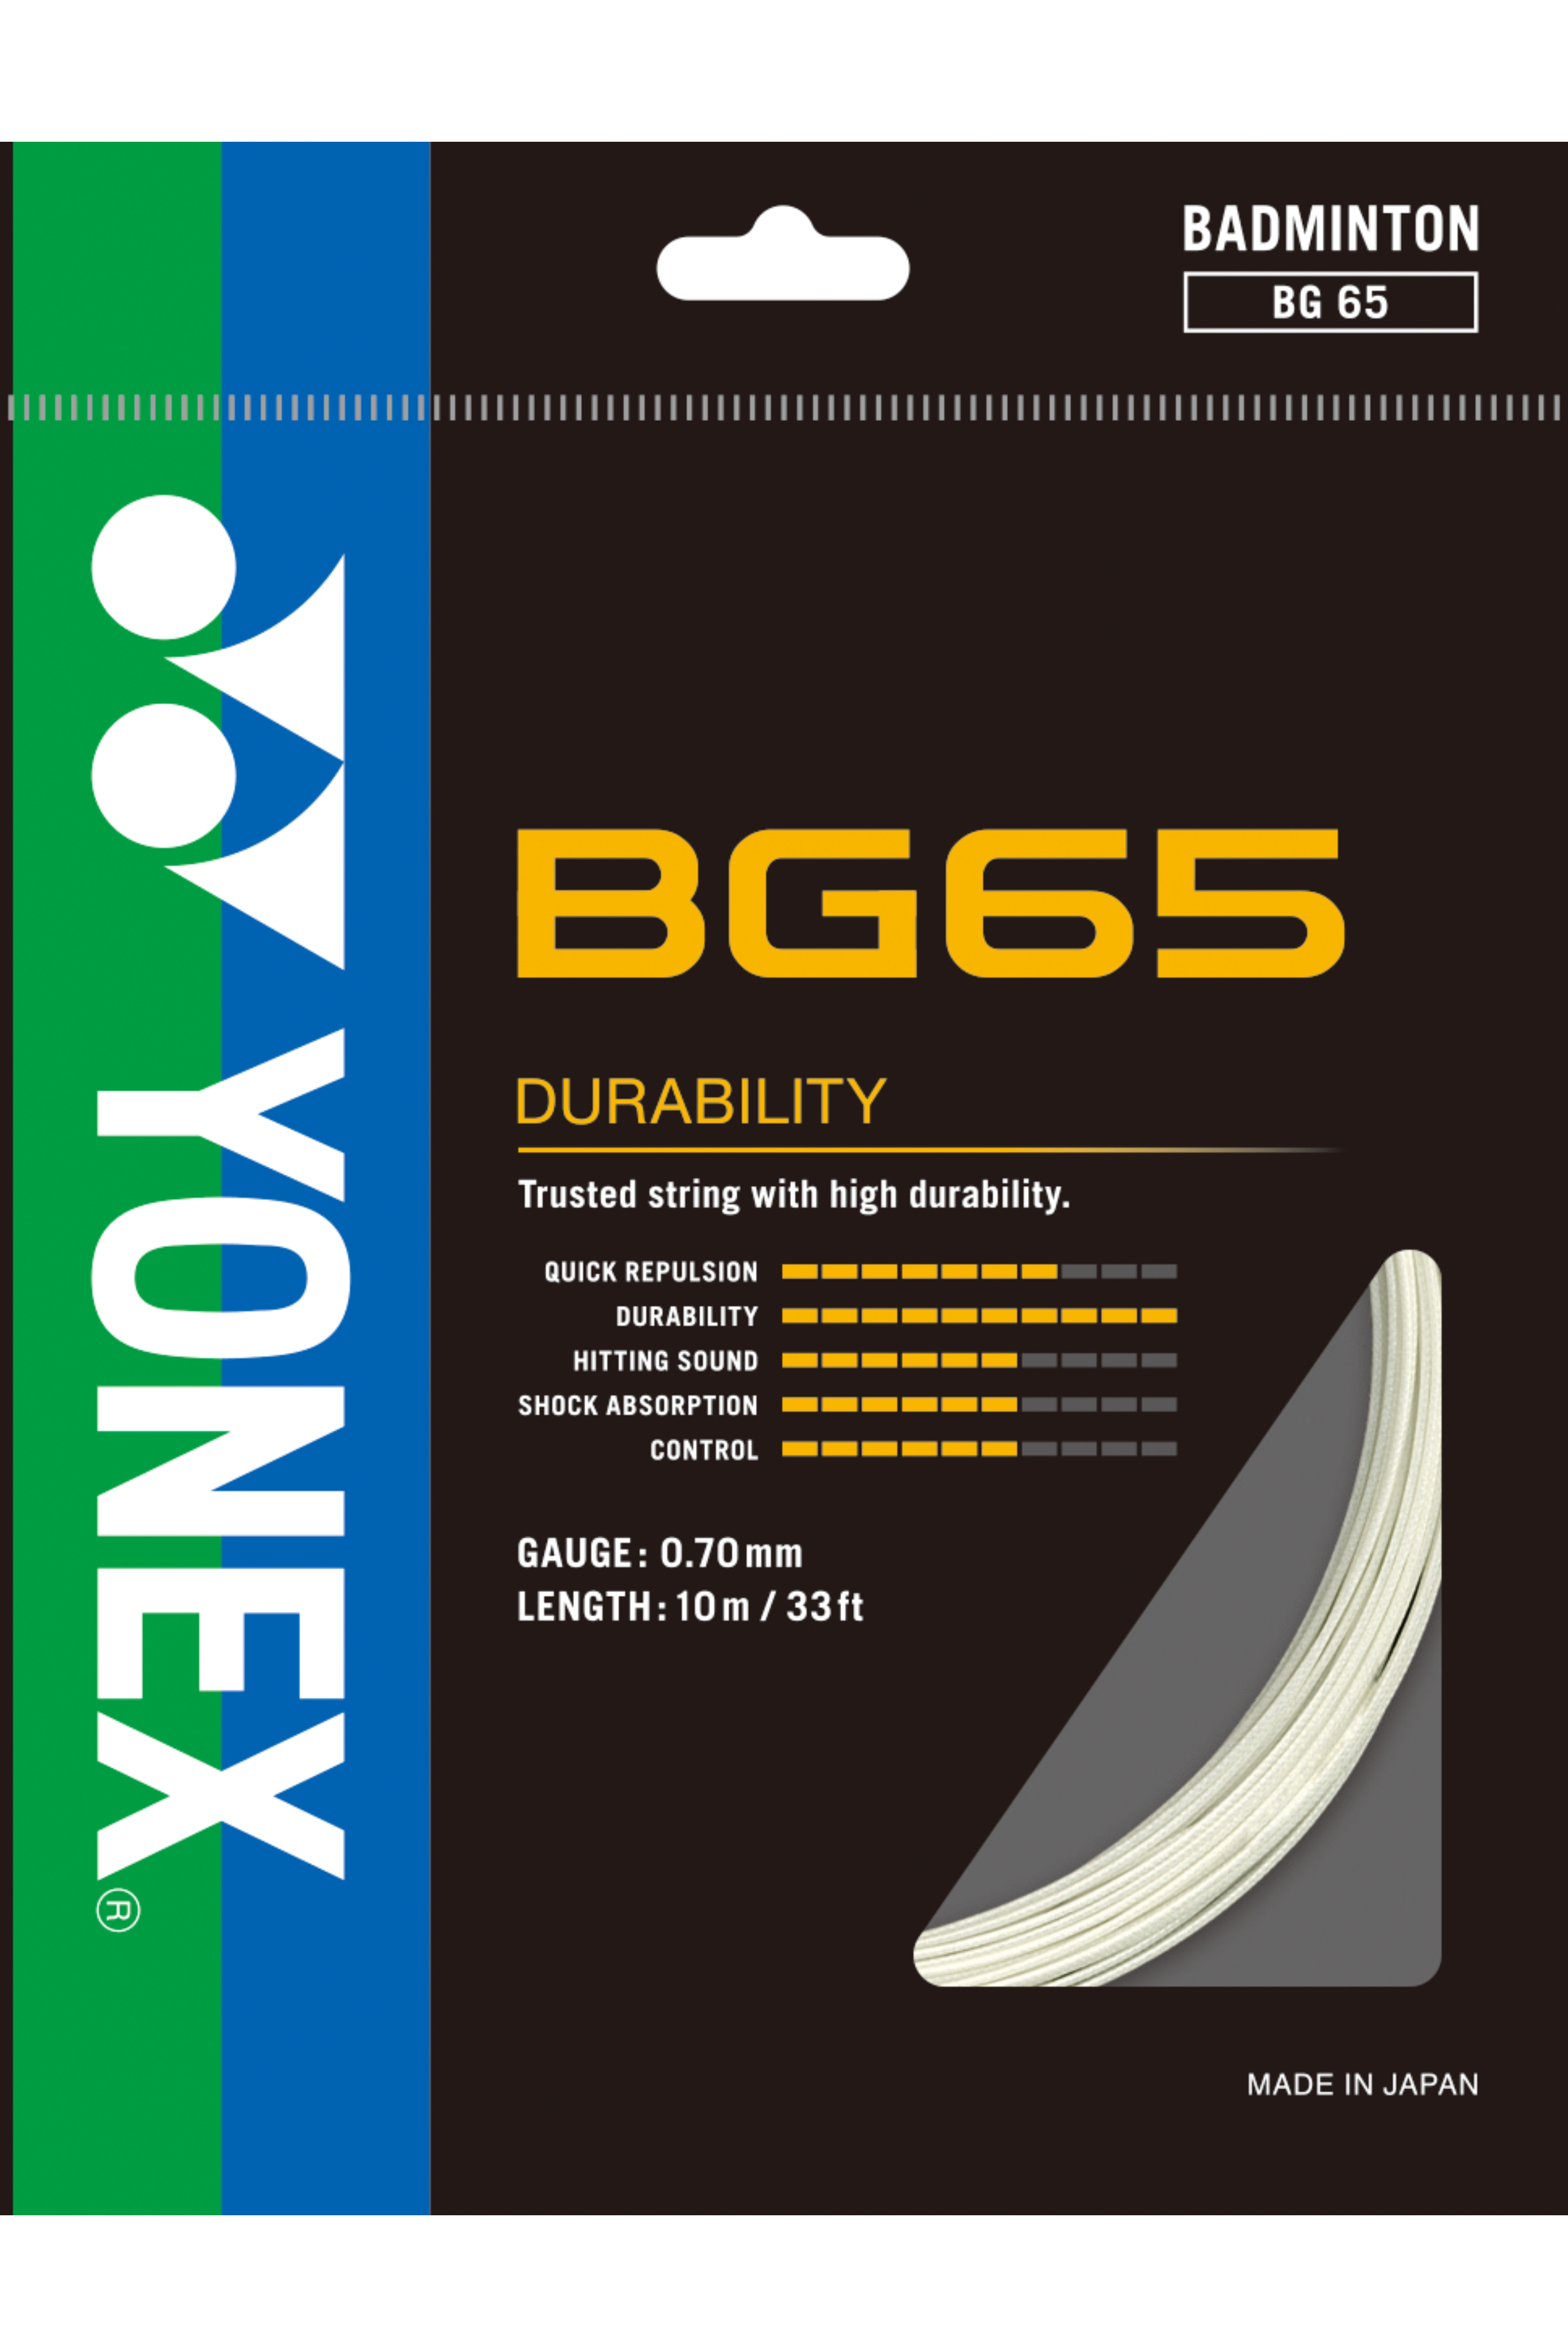 BADMINTON
BG 65
YONEX®
BG65
DURABILITY
Trusted string with high durability.
QUICK REPULSION
DURABILITY
HITTING SOUND
SHOCK ABSORPTION
CONTROL
GAUGE: 0.70mm
LENGTH: 10m / 33ft
MADE IN JAPAN